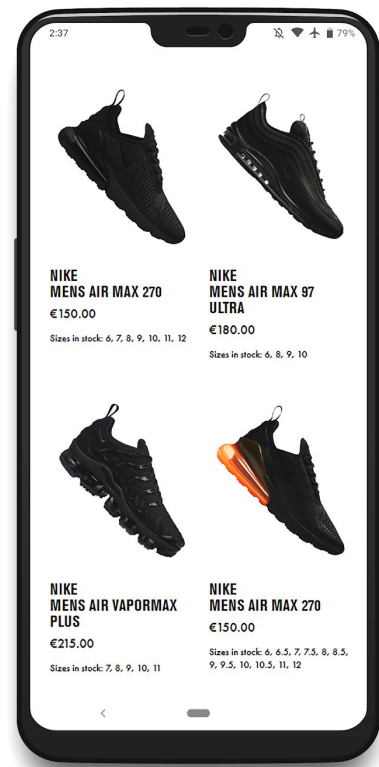 2:37
79%
NIKE
MENS AIR MAX 270
€150.00
Sizes in stock: 6, 7, 8, 9, 10, 11, 12
NIKE
MENS AIR MAX 97
ULTRA
€180.00
Sizes in stock: 6, 8, 9, 10
NIKE
MENS AIR VAPORMAX
PLUS
€215.00
Sizes in stock: 7, 8, 9, 10, 11
NIKE
MENS AIR MAX 270
€150.00
Sizes in stock: 6, 6.5, 7, 7.5, 8, 8.5,
9, 9.5, 10, 10.5, 11, 12